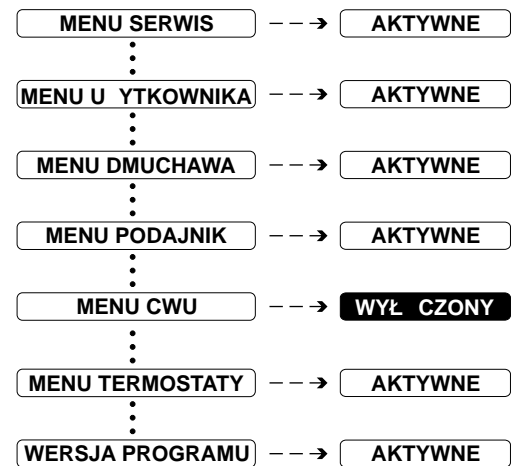 MENU SERWIS AKTYWNE
MENU U YTKOWNIKA AKTYWNE
MENU DMUCHAWA AKTYWNE
MENU PODAJNIK AKTYWNE
MENU CWU WYŁ CZONY
MENU TERMOSTATY AKTYWNE
WERSJA PROGRAMU AKTYWNE